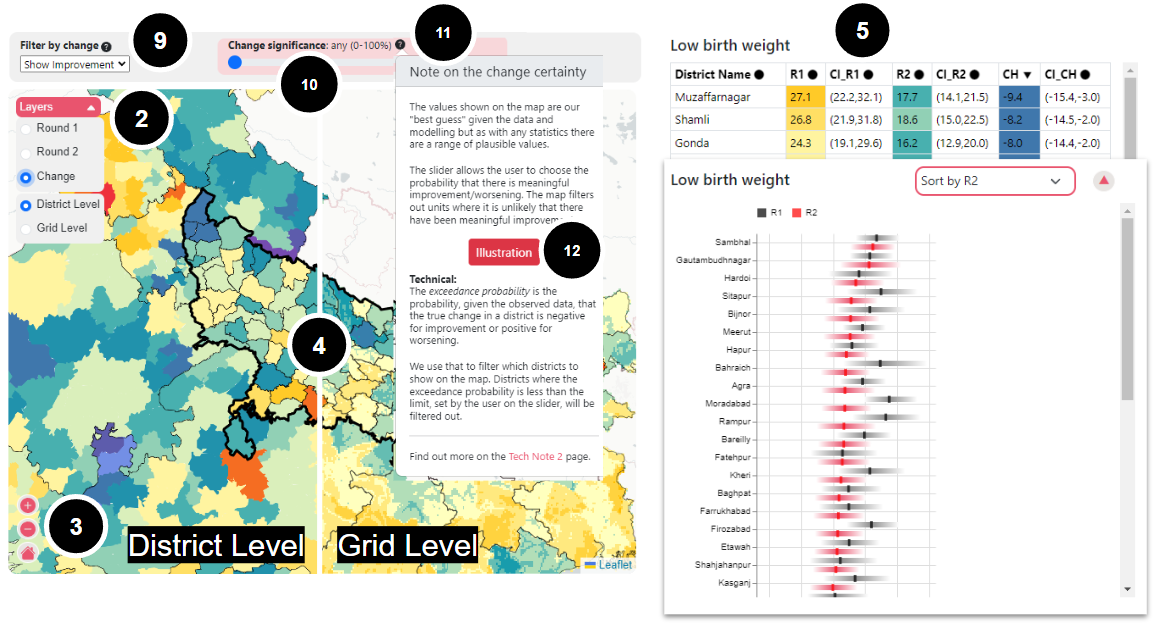 Filter by change ?
Show Improvement
9
Change significance: any (0-100%) ?
10
11
Note on the change certainty
The values shown on the map are our
"best guess" given the data and
modelling but as with any statistics there
are a range of plausible values.
The slider allows the user to choose the
probability that there is meaningful
improvement/worsening. The map filters
out units where it is unlikely that there
have been meaningful improveme
Illustration
12
Technical:
The exceedance probability is the
probability, given the observed data, that
the true change in a district is negative
for improvement or positive for
worsening.
We use that to filter which districts to
show on the map. Districts where the
exceedance probability is less than the
limit, set by the user on the slider, will be
filtered out.
Find out more on the Tech Note 2 page.
Layers
2
Round 1
Round 2
Change
District Level
Grid Level
4
+
−
3
District Level
Grid Level
Leaflet
5
Low birth weight
District Name R1 CI_R1 R2 CI_R2 CH ▼ CI_CH
Muzaffarnagar 27.1 (22.2,32.1) 17.7 (14.1,21.5) -9.4 (-15.4,-3.0)
Shamli 26.8 (21.9,31.8) 18.6 (15.0,22.5) -8.2 (-14.5,-2.0)
Gonda 24.3 (19.1,29.6) 16.2 (12.9,20.0) -8.0 (-14.4,-2.0)
Low birth weight
Sort by R2
R1 R2
Sambhal
Gautambudhnagar
Hardoi
Sitapur
Bijnor
Meerut
Hapur
Bahraich
Agra
Moradabad
Rampur
Bareilly
Fatehpur
Kheri
Baghpat
Farrukhabad
Firozabad
Etawah
Shahjahanpur
Kasganj